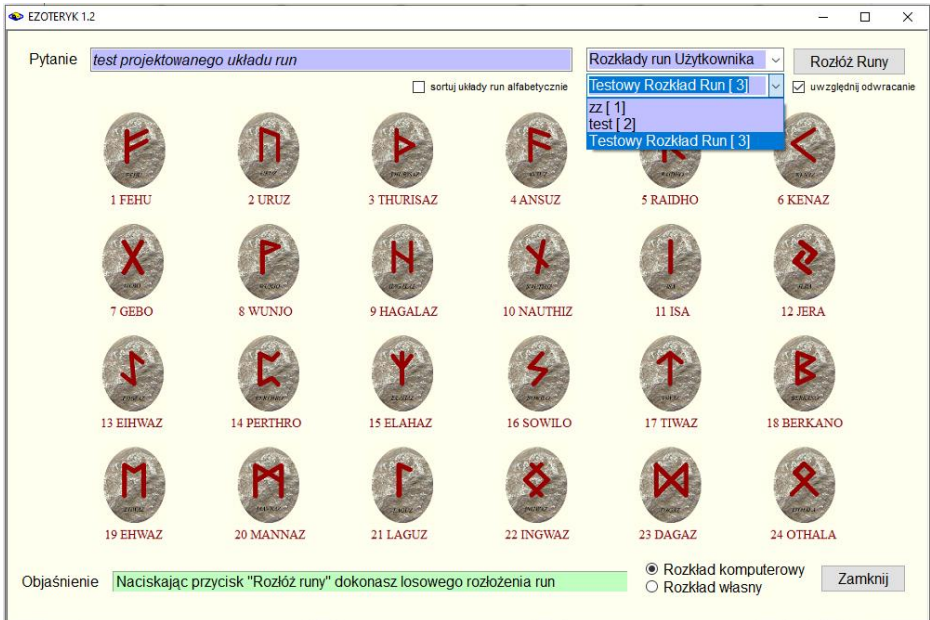 EZOTERYK 1.2
Pytanie test projektowanego układu run Rozkłady run Użytkownika Rozłóż Runy
sortuj układy run alfabetycznie Testowy Rozkład Run [ 3] uwzględnij odwracanie
zz [ 1]
test [ 2]
Testowy Rozkład Run [ 3]
1 FEHU 2 URUZ 3 THURISAZ 4 ANSUZ 5 RAIDHO 6 KENAZ
7 GEBO 8 WUNJO 9 HAGALAZ 10 NAUTHIZ 11 ISA 12 JERA
13 EIHWAZ 14 PERTHRO 15 ELAHAZ 16 SOWILO 17 TIWAZ 18 BERKANO
19 EHWAZ 20 MANNAZ 21 LAGUZ 22 INGWAZ 23 DAGAZ 24 OTHALA
Objaśnienie Naciskając przycisk "Rozłóż runy" dokonasz losowego rozłożenia run Rozkład komputerowy
Rozkład własny Zamknij